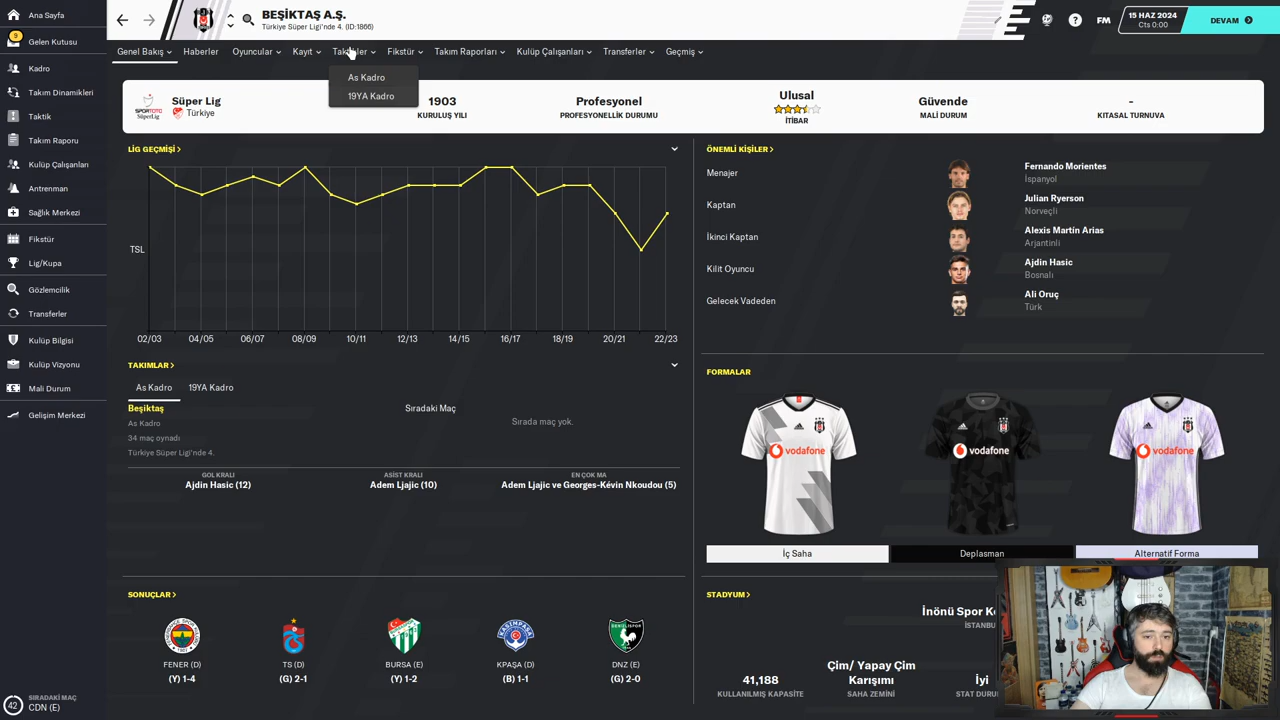 BEŞİKTAŞ A.Ş.
Türkiye Süper Ligi'nde 4. (ID:1866)
FM
15 HAZ 2024
Cts 0:00
DEVAM
Genel Bakış
Haberler
Oyuncular
Kayıt
Fikstür
Takım Raporları
Kulüp Çalışanları
Transferler
Geçmiş
As Kadro
19YA Kadro
Ana Sayfa
3
Gelen Kutusu
Kadro
Takım Dinamikleri
Taktik
Takım Raporu
Kulüp Çalışanları
Antrenman
Sağlık Merkezi
Fikstür
Lig/Kupa
Gözlemcilik
Transferler
Kulüp Bilgisi
Kulüp Vizyonu
Mali Durum
Gelişim Merkezi
42
SIRADAKİ MAÇ
CDN (E)
Süper Lig
Türkiye
1903
KURULUŞ YILI
Profesyonel
PROFESYONELLİK DURUMU
Ulusal
İTİBAR
Güvende
MALİ DURUM
-
KITASAL TURNUVA
LİG GEÇMİŞİ
TSL
02/03 04/05 06/07 08/09 10/11 12/13 14/15 16/17 18/19 20/21 22/23
TAKIMLAR
As Kadro 19YA Kadro
Beşiktaş
As Kadro
34 maç oynadı
Türkiye Süper Ligi'nde 4.
Sıradaki Maç
Sırada maç yok.
GOL KRALI
Ajdin Hasic (12)
ASİST KRALI
Adem Ljajic (10)
EN ÇOK MA
Adem Ljajic ve Georges-Kévin Nkoudou (5)
SONUÇLAR
FENER (D)
(Y) 1-4
TS (D)
(G) 2-1
BURSA (E)
(Y) 1-2
KPAŞA (D)
(B) 1-1
DNZ (E)
(G) 2-0
ÖNEMLİ KİŞİLER
Menajer
Fernando Morientes
İspanyol
Kaptan
Julian Ryerson
Norveçli
İkinci Kaptan
Alexis Martín Arias
Arjantinli
Kilit Oyuncu
Ajdin Hasic
Bosnalı
Gelecek Vadeden
Ali Oruç
Türk
FORMALAR
vodafone
vodafone
vodafone
İç Saha
Deplasman
Alternatif Forma
STADYUM
İnönü Spor
İSTANBU
41,188
KULLANILMIŞ KAPASİTE
Çim/ Yapay Çim
Karışımı
SAHA ZEMİNİ
İyi
STAT DURU